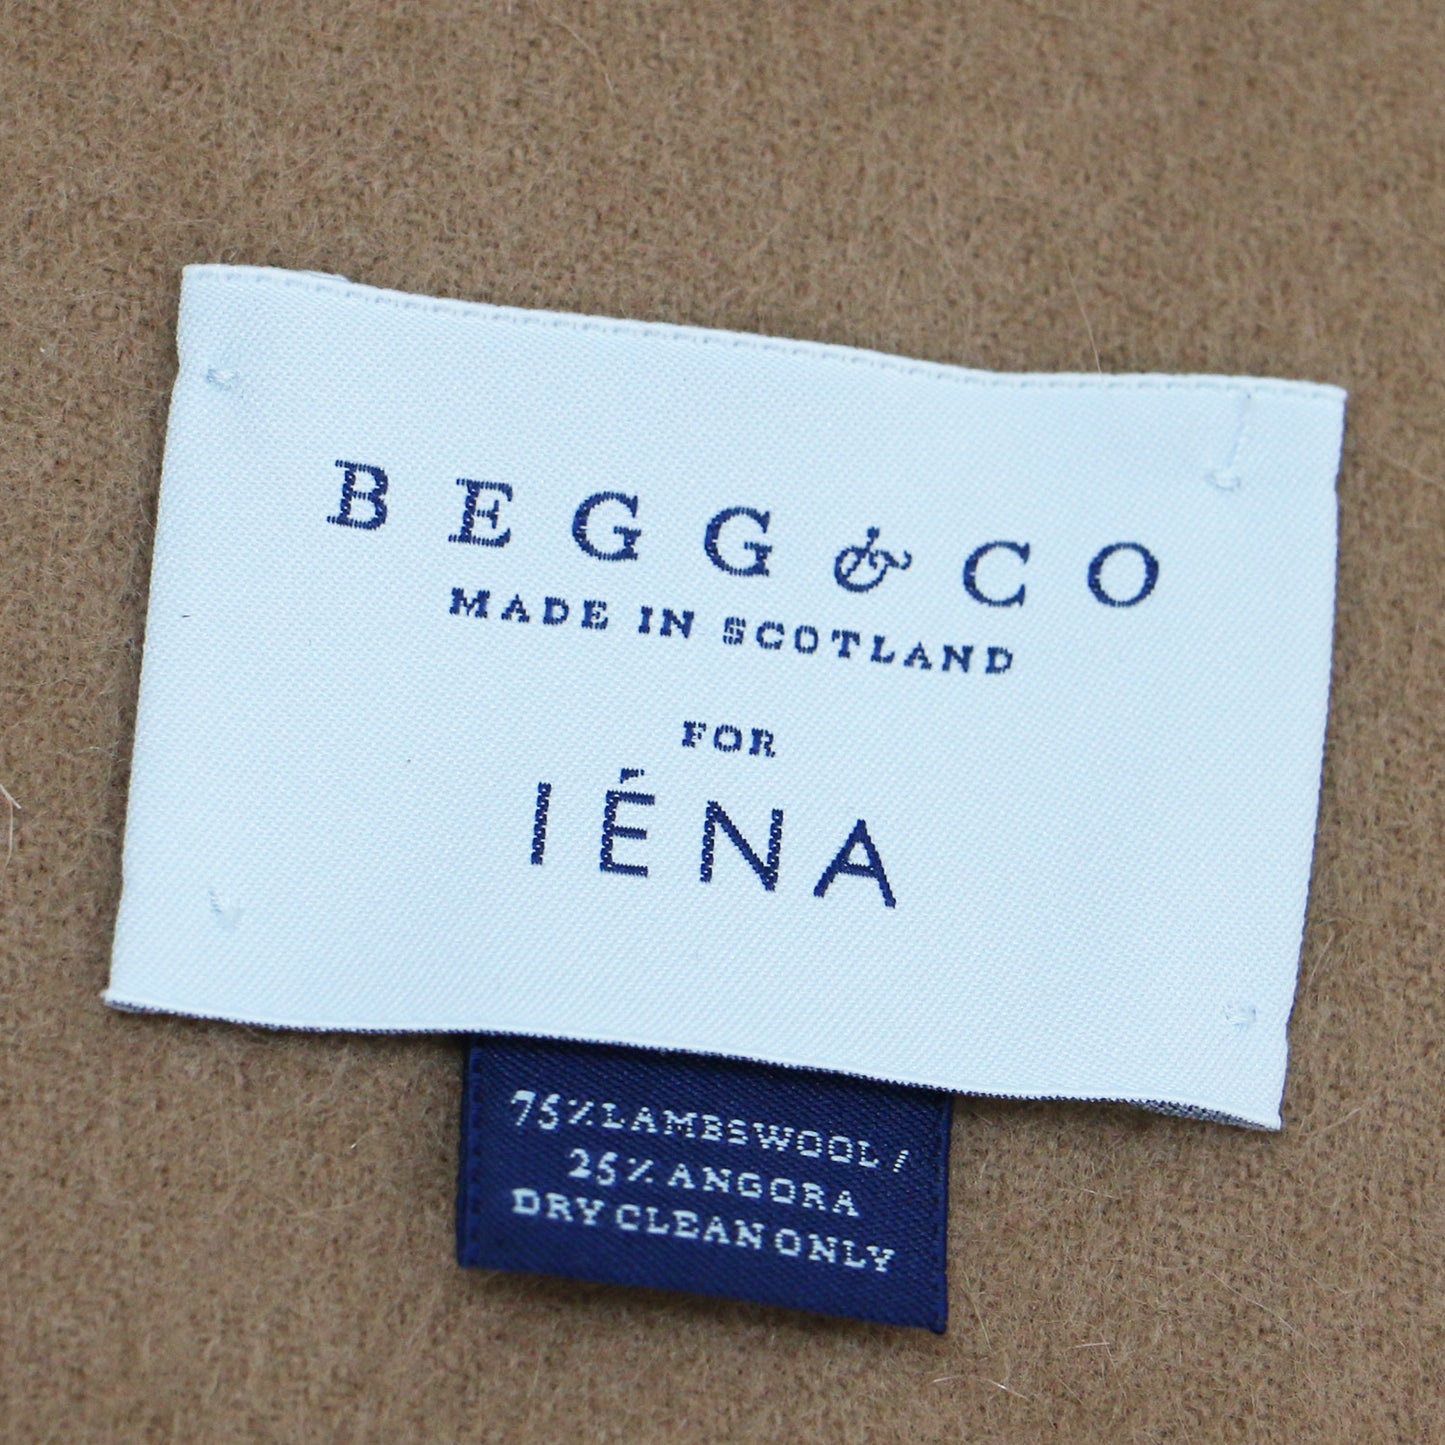 BEGG & CO
MADE IN SCOTLAND
FOR
IÉNA
75% LAMBSWOOL /
25% ANGORA
DRY CLEAN ONLY